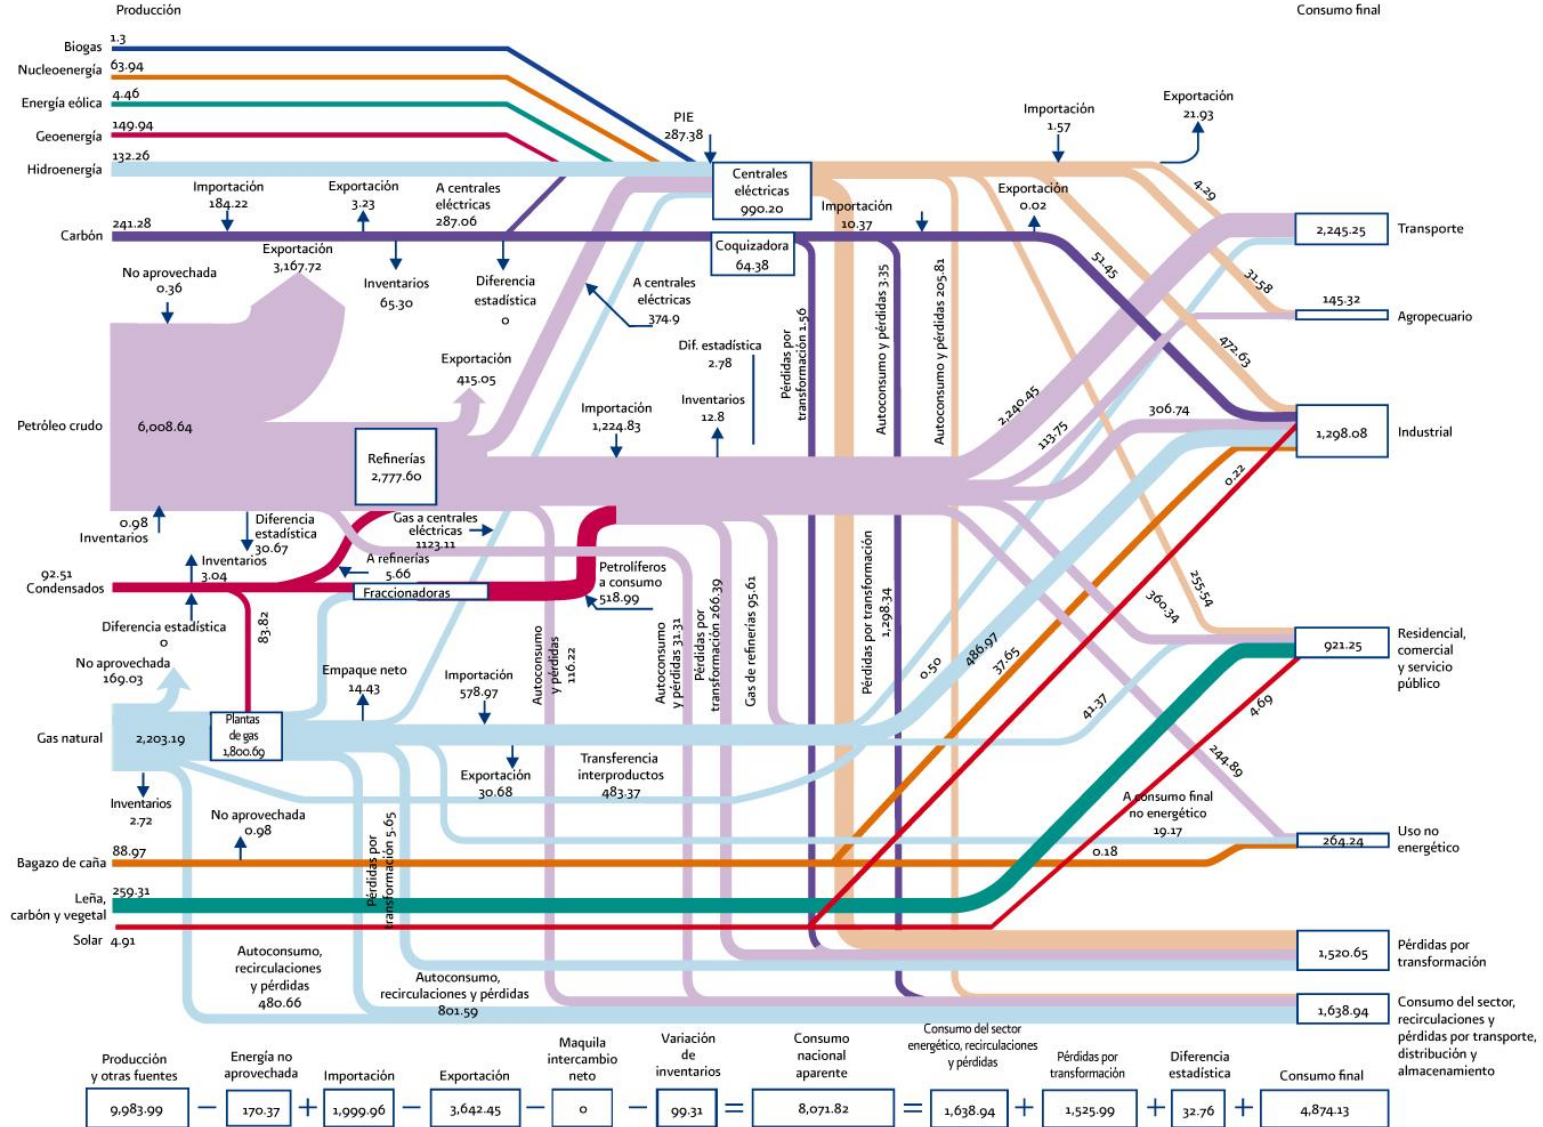 Producción
Consumo final
Biogas 1.3
Nucleoenergía 63.94
Energía eólica 4.46
Geoenergía 149.94
Hidroenergía 132.26
PIE
287.38
Centrales
eléctricas
990.20
Importación
1.57
Exportación
21.93
Importación
184.22
Exportación
3.23
A centrales
eléctricas
287.06
Carbón 241.28
Inventarios
65.30
Diferencia
estadística
0
Coquizadora
64.38
Importación
10.37
Exportación
0.02
4.29
2,245.25
Transporte
51.45
31.58
145.32
Agropecuario
No aprovechada
0.36
Exportación
3,167.72
A centrales
eléctricas
374.9
Pérdidas por
transformación 1.56
Autoconsumo y pérdidas 3.35
Autoconsumo y pérdidas 205.81
Exportación
415.05
Dif. estadística
2.78
Importación
1,224.83
Inventarios
12.8
2,240.45
113.75
472.63
306.74
Petróleo crudo
6,008.64
Refinerías
2,777.60
1,298.08
Industrial
0.22
0.98
Inventarios
Diferencia
estadística
30.67
Gas a centrales
eléctricas
1123.11
Inventarios
3.04
A refinerías
5.66
92.51
Condensados
Fraccionadoras
Petrolíferos
a consumo
518.99
Diferencia estadística
0
83.82
Autoconsumo
y pérdidas
116.22
Autoconsumo
y pérdidas 31.31
Pérdidas por
transformación 266.39
Gas de refinerías 95.61
Pérdidas por transformación
1,298.34
0.50
486.97
37.65
255.54
360.34
921.25
Residencial,
comercial
y servicio
público
41.37
4.69
244.89
No aprovechada
169.03
Empaque neto
14.43
Importación
578.97
Gas natural
2,203.19
Plantas
de gas
1,800.69
Exportación
30.68
Transferencia
interproductos
483.37
Inventarios
2.72
No aprovechada
0.98
Pérdidas por
transformación 5.65
A consumo final
no energético
19.17
264.24
Uso no
energético
Bagazo de caña 88.97
0.18
Leña,
carbón y vegetal
259.31
Solar 4.91
Autoconsumo,
recirculaciones
y pérdidas
480.66
Autoconsumo,
recirculaciones y pérdidas
801.59
1,520.65
Pérdidas por
transformación
1,638.94
Consumo del sector,
recirculaciones y
pérdidas por transporte,
distribución y
almacenamiento
Producción
y otras fuentes
Energía no
aprovechada
Importación
Exportación
Maquila
intercambio
neto
Variación
de
inventarios
Consumo
nacional
aparente
Consumo del sector
energético, recirculaciones
y pérdidas
Pérdidas por
transformación
Diferencia
estadística
Consumo final
9,983.99 − 170.37 + 1,999.96 − 3,642.45 − 0 − 99.31 = 8,071.82 = 1,638.94 + 1,525.99 + 32.76 + 4,874.13